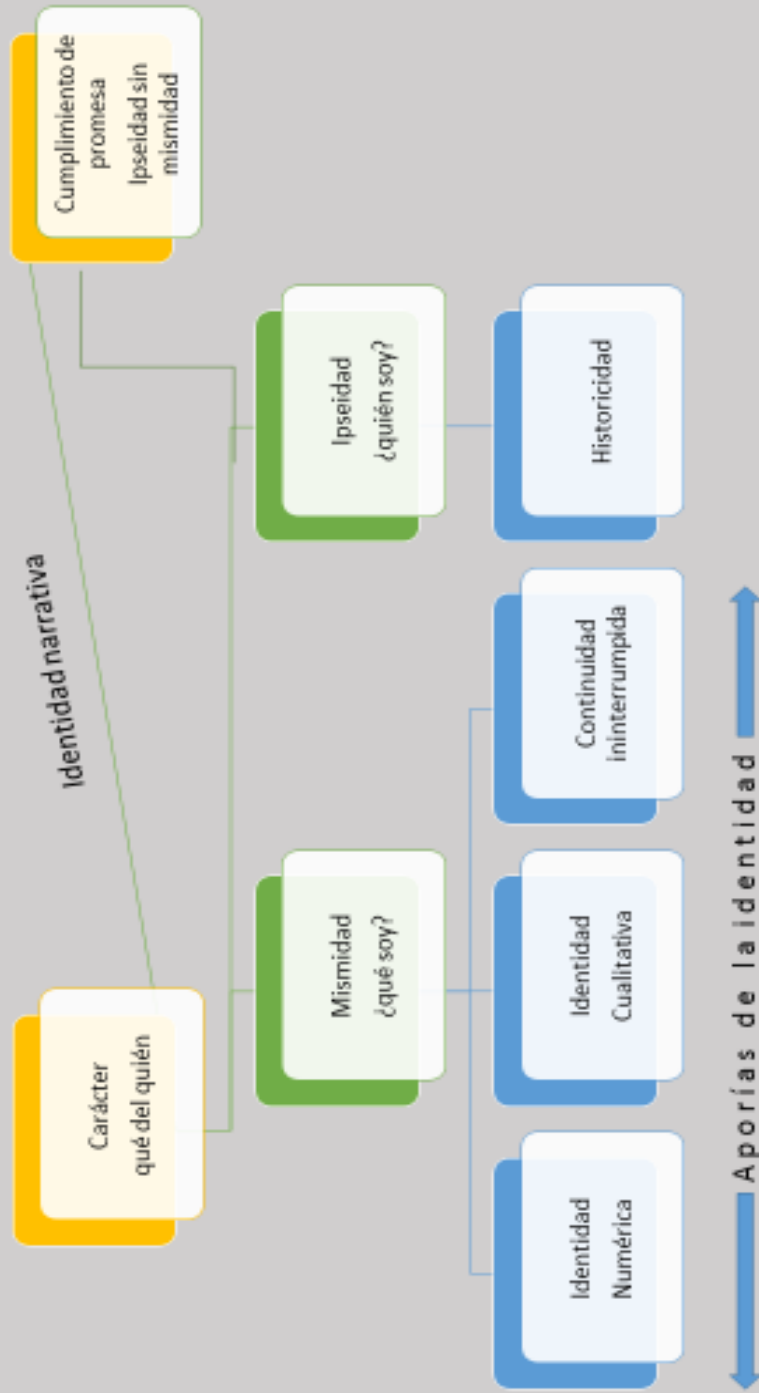 Carácter
qué del quién
Identidad narrativa
Cumplimiento de
promesa
Ipseidad sin
mismidad
Mismidad
¿qué soy?
Ipseidad
¿quién soy?
Identidad
Numérica
Identidad
Cualitativa
Continuidad
ininterrumpida
Historicidad
Aporías de la identidad